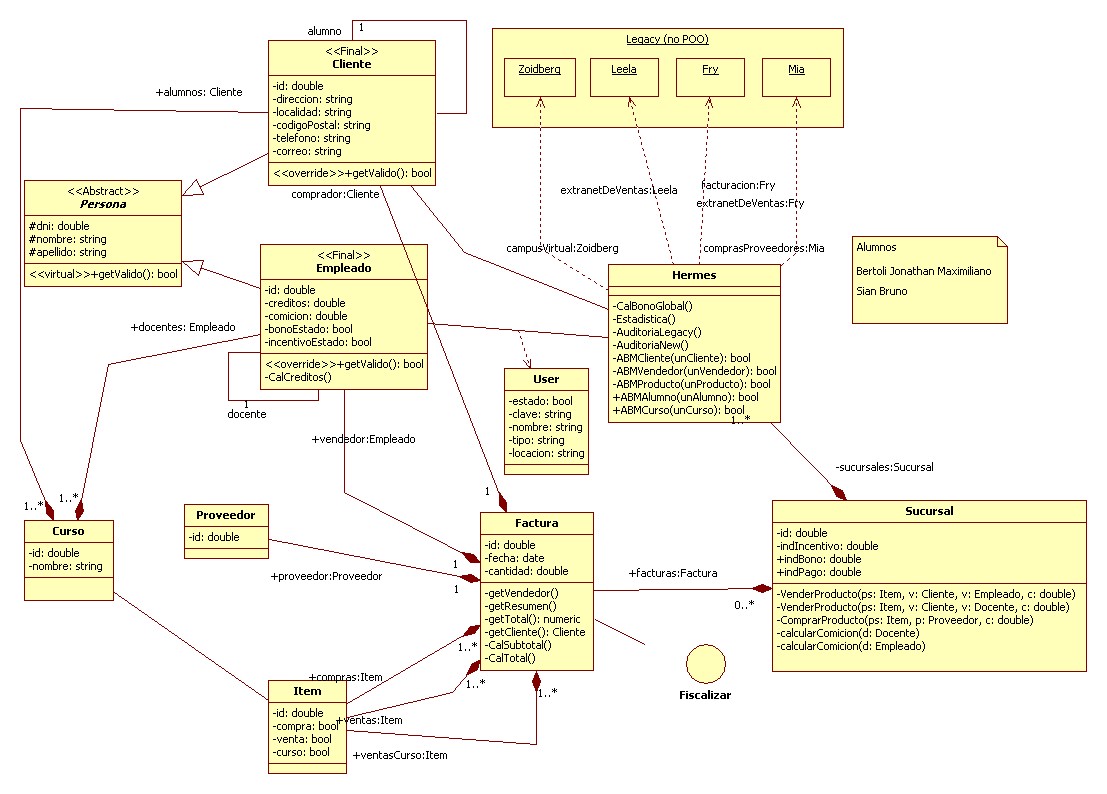 alumno
1
<<Final>>
Cliente
-id: double
-direccion: string
-localidad: string
-codigoPostal: string
-telefono: string
-correo: string
<<override>>+getValido(): bool
+alumnos: Cliente
comprador:Cliente
Legacy (no POO)
Zoidberg
Leela
Fry
Mia
extranetDeVentas:Leela
facturacion:Fry
extranetDeVentas:Fry
campusVirtual:Zoidberg
comprasProveedores:Mia
<<Abstract>>
Persona
#dni: double
#nombre: string
#apellido: string
<<virtual>>+getValido(): bool
<<Final>>
Empleado
-id: double
-creditos: double
-comicion: double
-bonoEstado: bool
-incentivoEstado: bool
<<override>>+getValido(): bool
-CalCreditos()
1
docente
+docentes: Empleado
+vendedor:Empleado
Hermes
-CalBonoGlobal()
-Estadistica()
-AuditoriaLegacy()
-AuditoriaNew()
-ABMCliente(unCliente): bool
-ABMVendedor(unVendedor): bool
-ABMProducto(unProducto): bool
+ABMAlumno(unAlumno): bool
+ABMCurso(unCurso): bool
1..*
-sucursales:Sucursal
Alumnos
Bertoli Jonathan Maximiliano
Sian Bruno
User
-estado: bool
-clave: string
-nombre: string
-tipo: string
-locacion: string
1..*
1..*
Curso
-id: double
-nombre: string
Proveedor
-id: double
+proveedor:Proveedor
1
1
1
Factura
-id: double
-fecha: date
-cantidad: double
-getVendedor()
-getResumen()
-getTotal(): numeric
-getCliente(): Cliente
-CalSubtotal()
-CalTotal()
+facturas:Factura
0..*
Sucursal
-id: double
-indIncentivo: double
+indBono: double
+indPago: double
-VenderProducto(ps: Item, v: Cliente, v: Empleado, c: double)
-VenderProducto(ps: Item, v: Cliente, v: Docente, c: double)
-ComprarProducto(ps: Item, p: Proveedor, c: double)
-calcularComicion(d: Docente)
-calcularComicion(d: Empleado)
Fiscalizar
1..*
1..*
1..*
+compras:Item
+ventas:Item
+ventasCurso:Item
Item
-id: double
-compra: bool
-venta: bool
-curso: bool